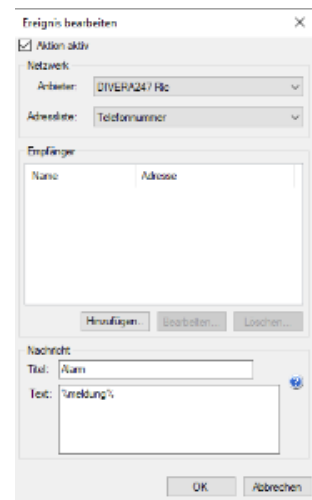 Ereignis bearbeiten
Aktion aktiv
Netzwerk
Anbieter: DIVERA247 Ric
Adressliste: Telefonnummer
Empfänger
Name Adresse
Hinzufügen... Bearbeiten... Löschen...
Nachricht
Titel: Alarm
Text: %meldung%
OK Abbrechen